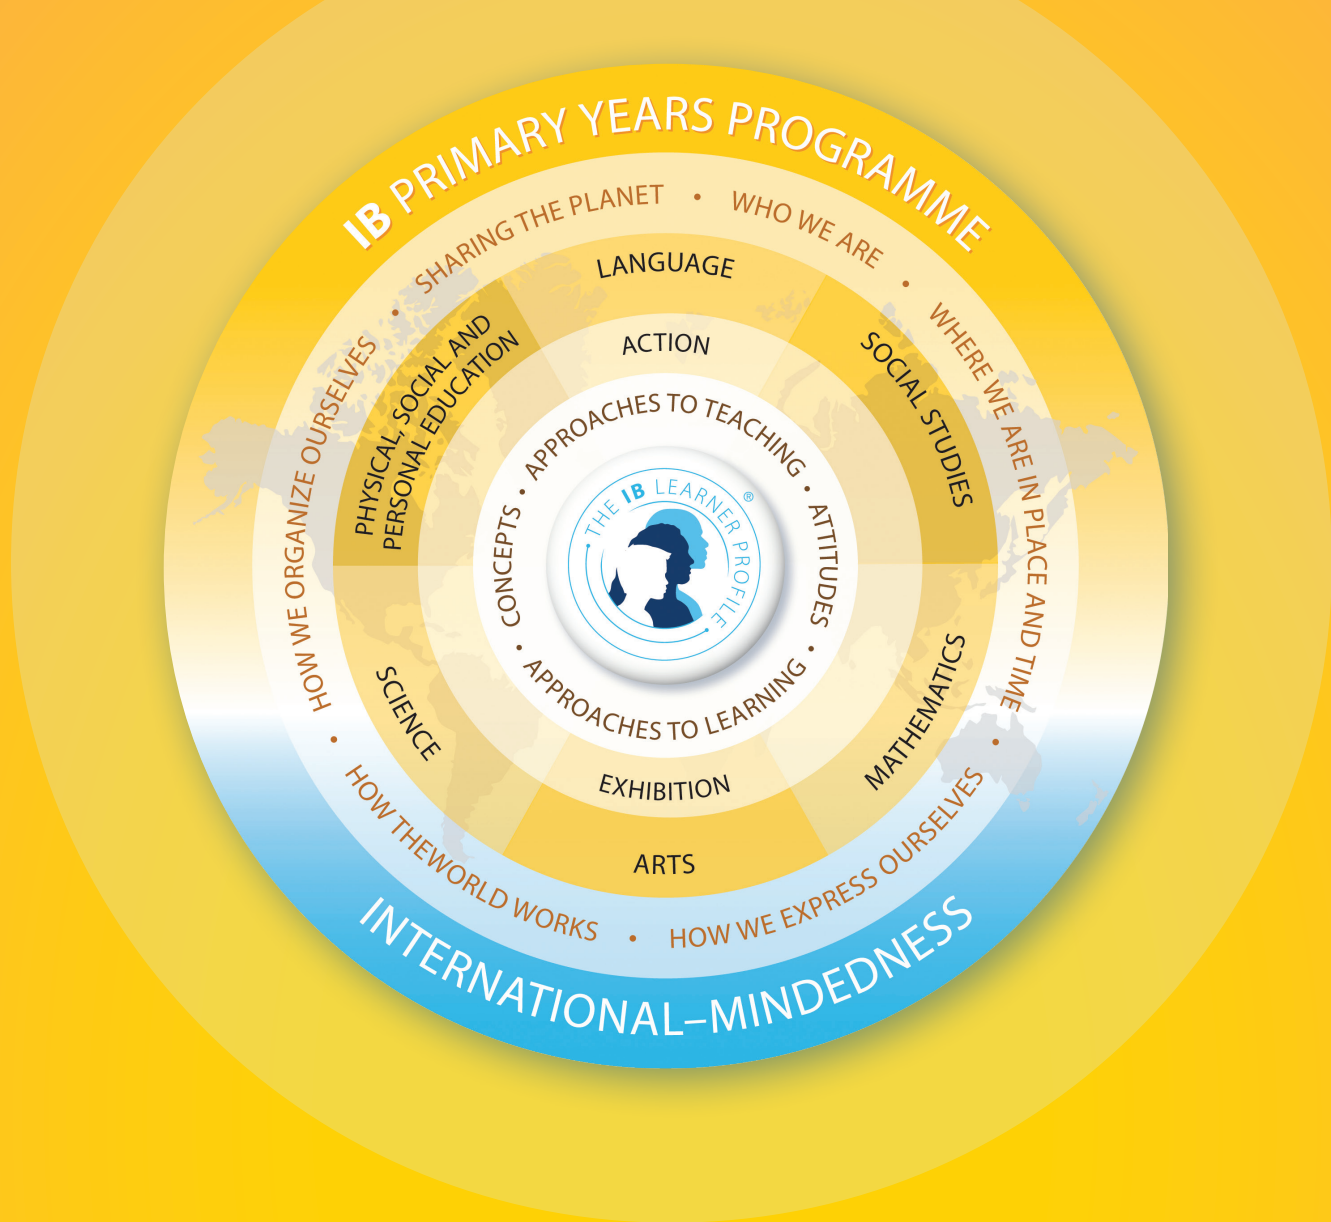 IB PRIMARY YEARS PROGRAMME
SHARING THE PLANET • WHO WE ARE • WHERE WE ARE IN PLACE AND TIME • HOW WE EXPRESS OURSELVES • HOW THEWORLD WORKS • HOW WE ORGANIZE OURSELVES •
LANGUAGE
SOCIAL STUDIES
MATHEMATICS
ARTS
SCIENCE
PHYSICAL, SOCIAL AND
PERSONAL EDUCATION
ACTION
EXHIBITION
APPROACHES TO TEACHING • ATTITUDES • APPROACHES TO LEARNING • CONCEPTS •
THE IB LEARNER PROFILE ®
INTERNATIONAL–MINDEDNESS